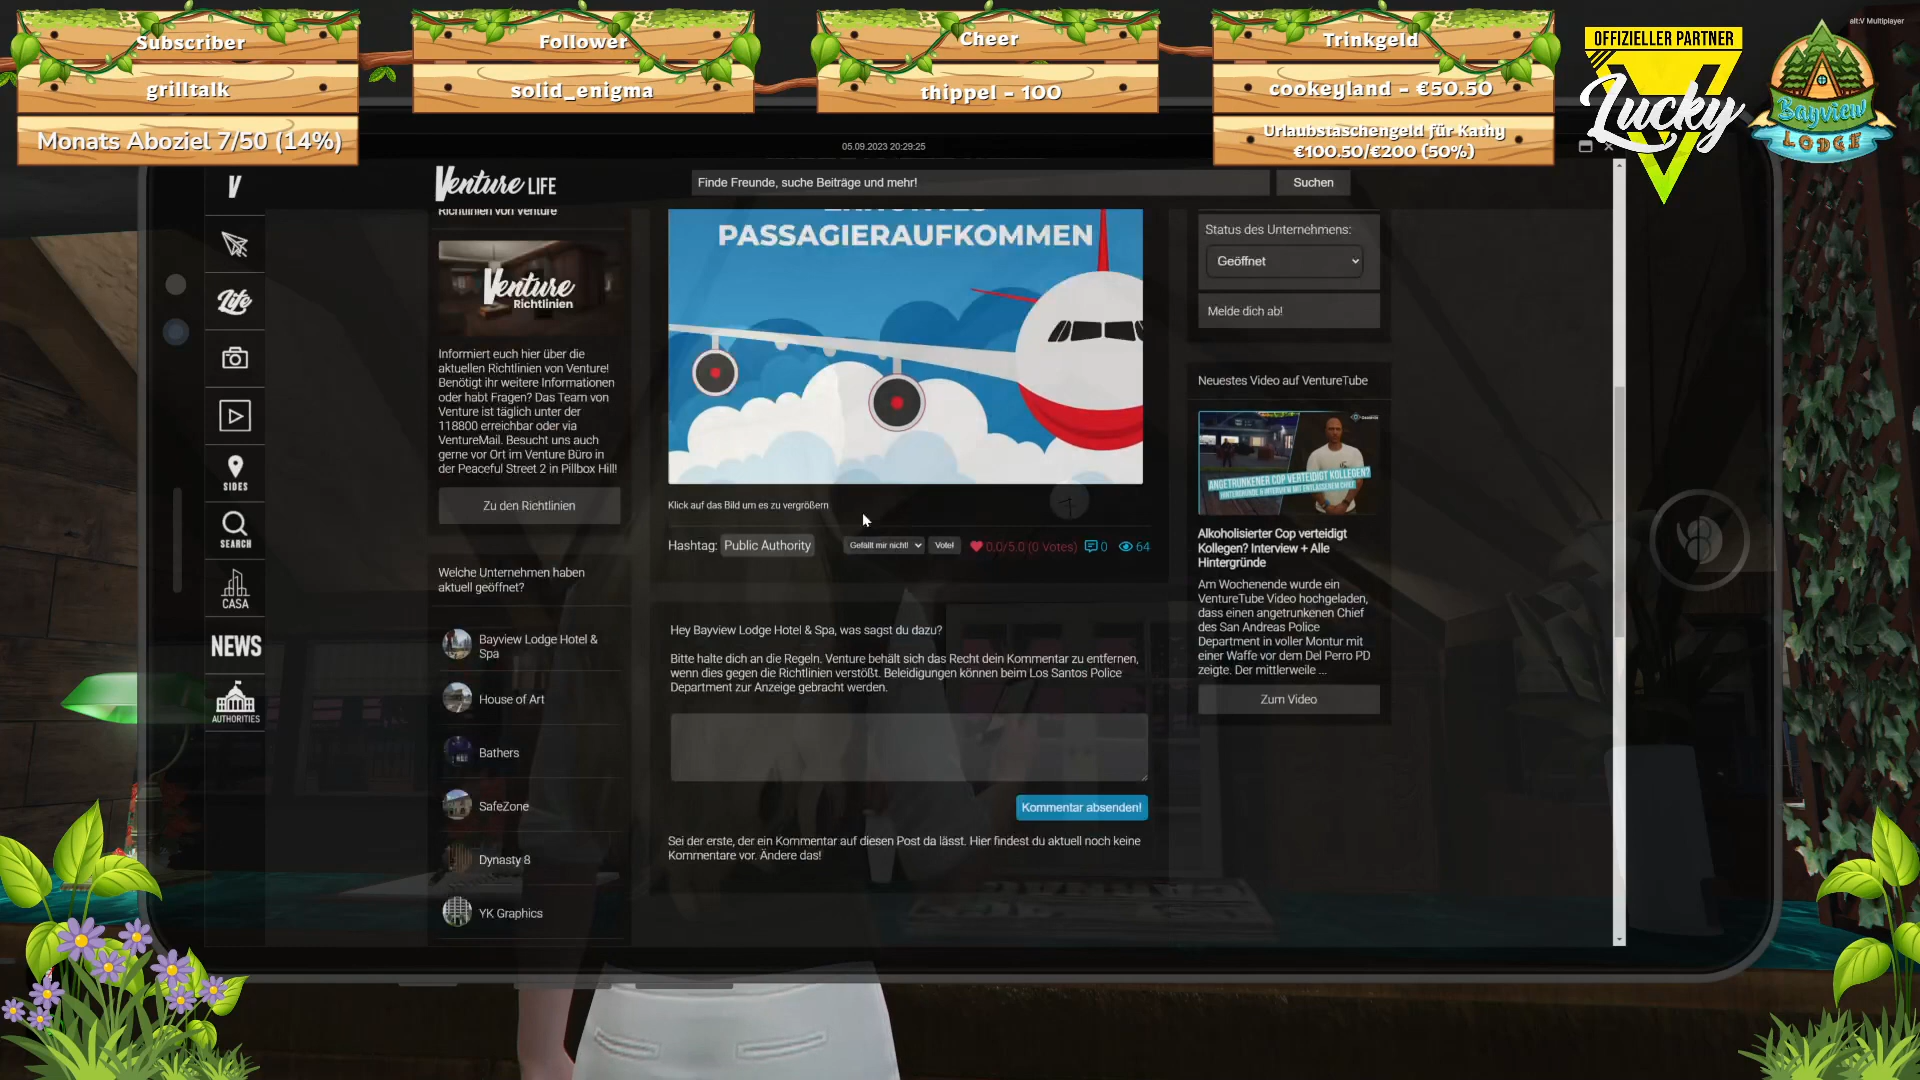 Subscriber
grilltalk
Monats Aboziel 7/50 (14%)
Follower
solid_enigma
Cheer
thippel - 100
Trinkgeld
cookeyland - €50.50
Urlaubstaschengeld für Kathy
€100.50/€200 (50%)
OFFIZIELLER PARTNER
Lucky V
Bayview
LODGE
alt:V Multiplayer
05.09.2023 20:29:25
V
Venture LIFE
Finde Freunde, suche Beiträge und mehr!
Suchen
Life
SIDES
SEARCH
CASA
NEWS
AUTHORITIES
Richtlinien von Venture
Venture
Richtlinien
Informiert euch hier über die
aktuellen Richtlinien von Venture!
Benötigt ihr weitere Informationen
oder habt Fragen? Das Team von
Venture ist täglich unter der
118800 erreichbar oder via
VentureMail. Besucht uns auch
gerne vor Ort im Venture Büro in
der Peaceful Street 2 in Pillbox Hill!
Zu den Richtlinien
Welche Unternehmen haben
aktuell geöffnet?
Bayview Lodge Hotel &
Spa
House of Art
Bathers
SafeZone
Dynasty 8
YK Graphics
ERHÖHTES
PASSAGIERAUFKOMMEN
Klick auf das Bild um es zu vergrößern
Hashtag: Public Authority
Gefällt mir nicht!
Vote!
0.0/5.0 (0 Votes)
0
64
Hey Bayview Lodge Hotel & Spa, was sagst du dazu?
Bitte halte dich an die Regeln. Venture behält sich das Recht dein Kommentar zu entfernen,
wenn dies gegen die Richtlinien verstößt. Beleidigungen können beim Los Santos Police
Department zur Anzeige gebracht werden.
Kommentar absenden!
Sei der erste, der ein Kommentar auf diesen Post da lässt. Hier findest du aktuell noch keine
Kommentare vor. Ändere das!
Status des Unternehmens:
Geöffnet
Melde dich ab!
Neuestes Video auf VentureTube
ANGETRUNKENER COP VERTEIDIGT KOLLEGEN?
HINTERGRÜNDE & INTERVIEW MIT ENTLASSENEM CHIEF
Alkoholisierter Cop verteidigt
Kollegen? Interview + Alle
Hintergründe
Am Wochenende wurde ein
VentureTube Video hochgeladen,
dass einen angetrunken Chief
des San Andreas Police
Department in voller Montur mit
einer Waffe vor dem Del Perro PD
zeigte. Der mittlerweile ...
Zum Video